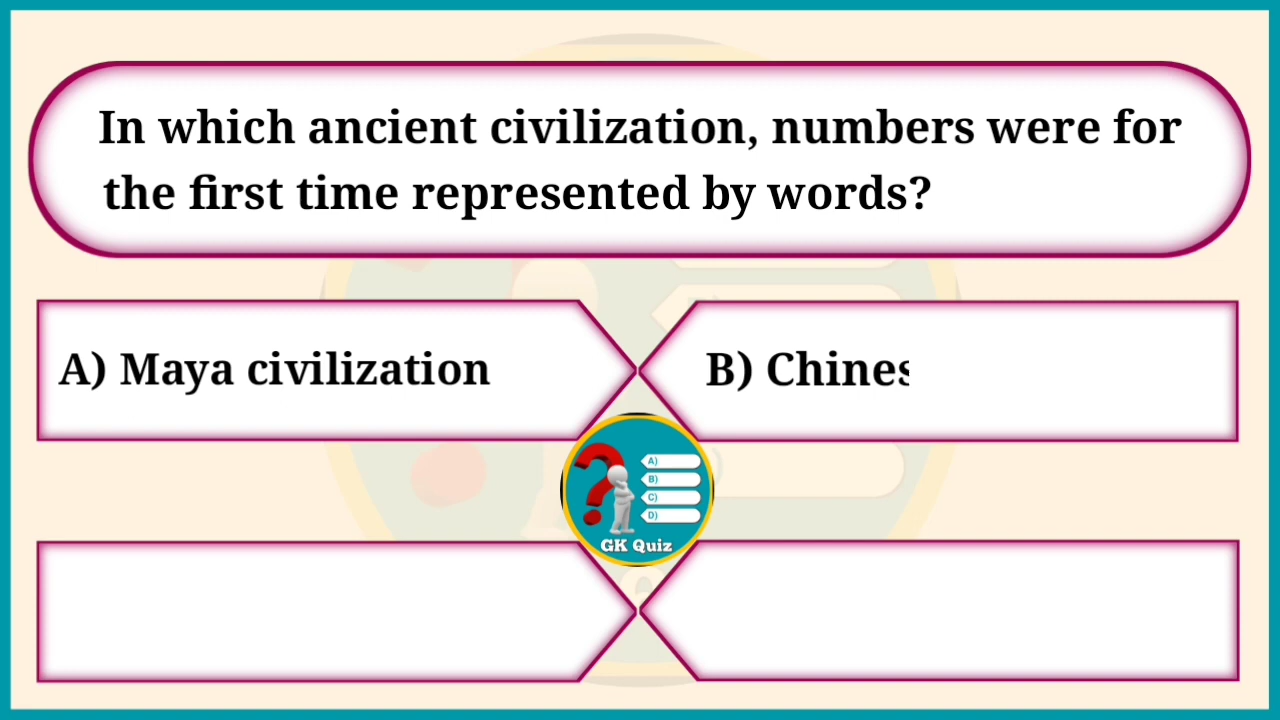 In which ancient civilization, numbers were for
the first time represented by words?
A) Maya civilization
B) Chines
A)
B)
C)
D)
GK Quiz